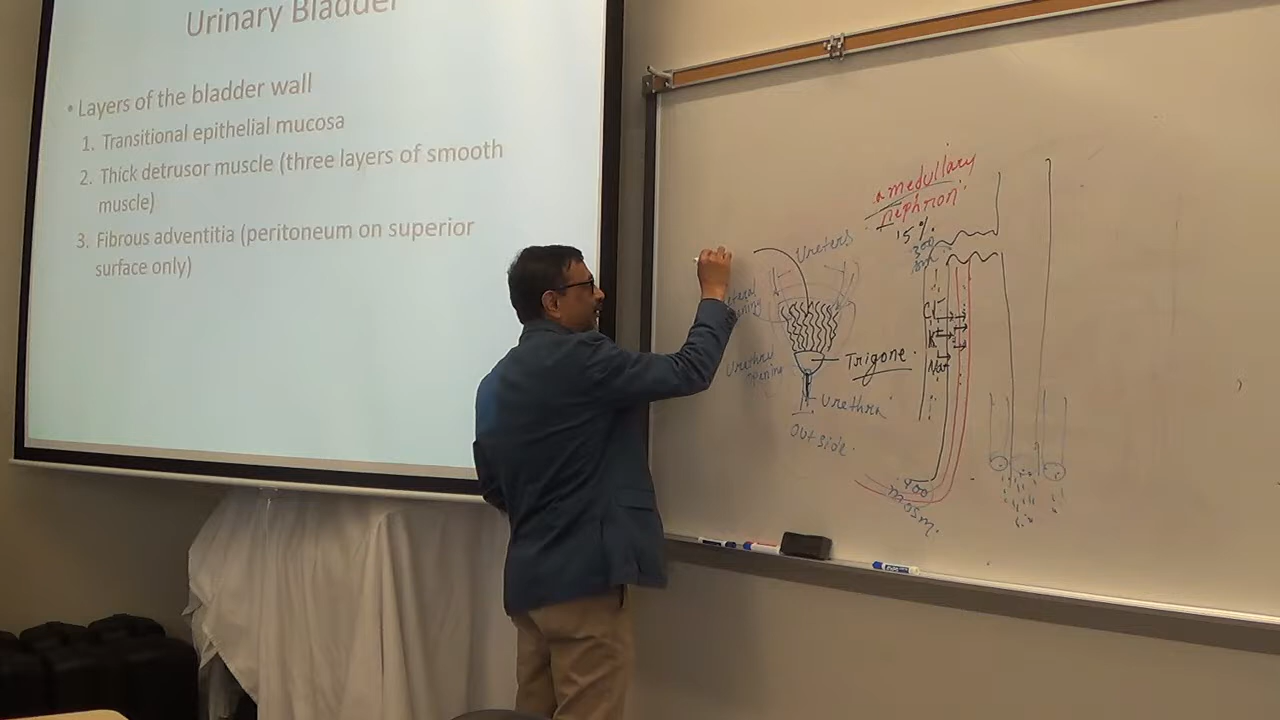 Urinary Bladder
• Layers of the bladder wall
1. Transitional epithelial mucosa
2. Thick detrusor muscle (three layers of smooth
muscle)
3. Fibrous adventitia (peritoneum on superior
surface only)
a medullary
nephron
15%
300
Ureters
opening
Cl-
K+
Na+
Trigone.
opening
Urethra
Outside.
400